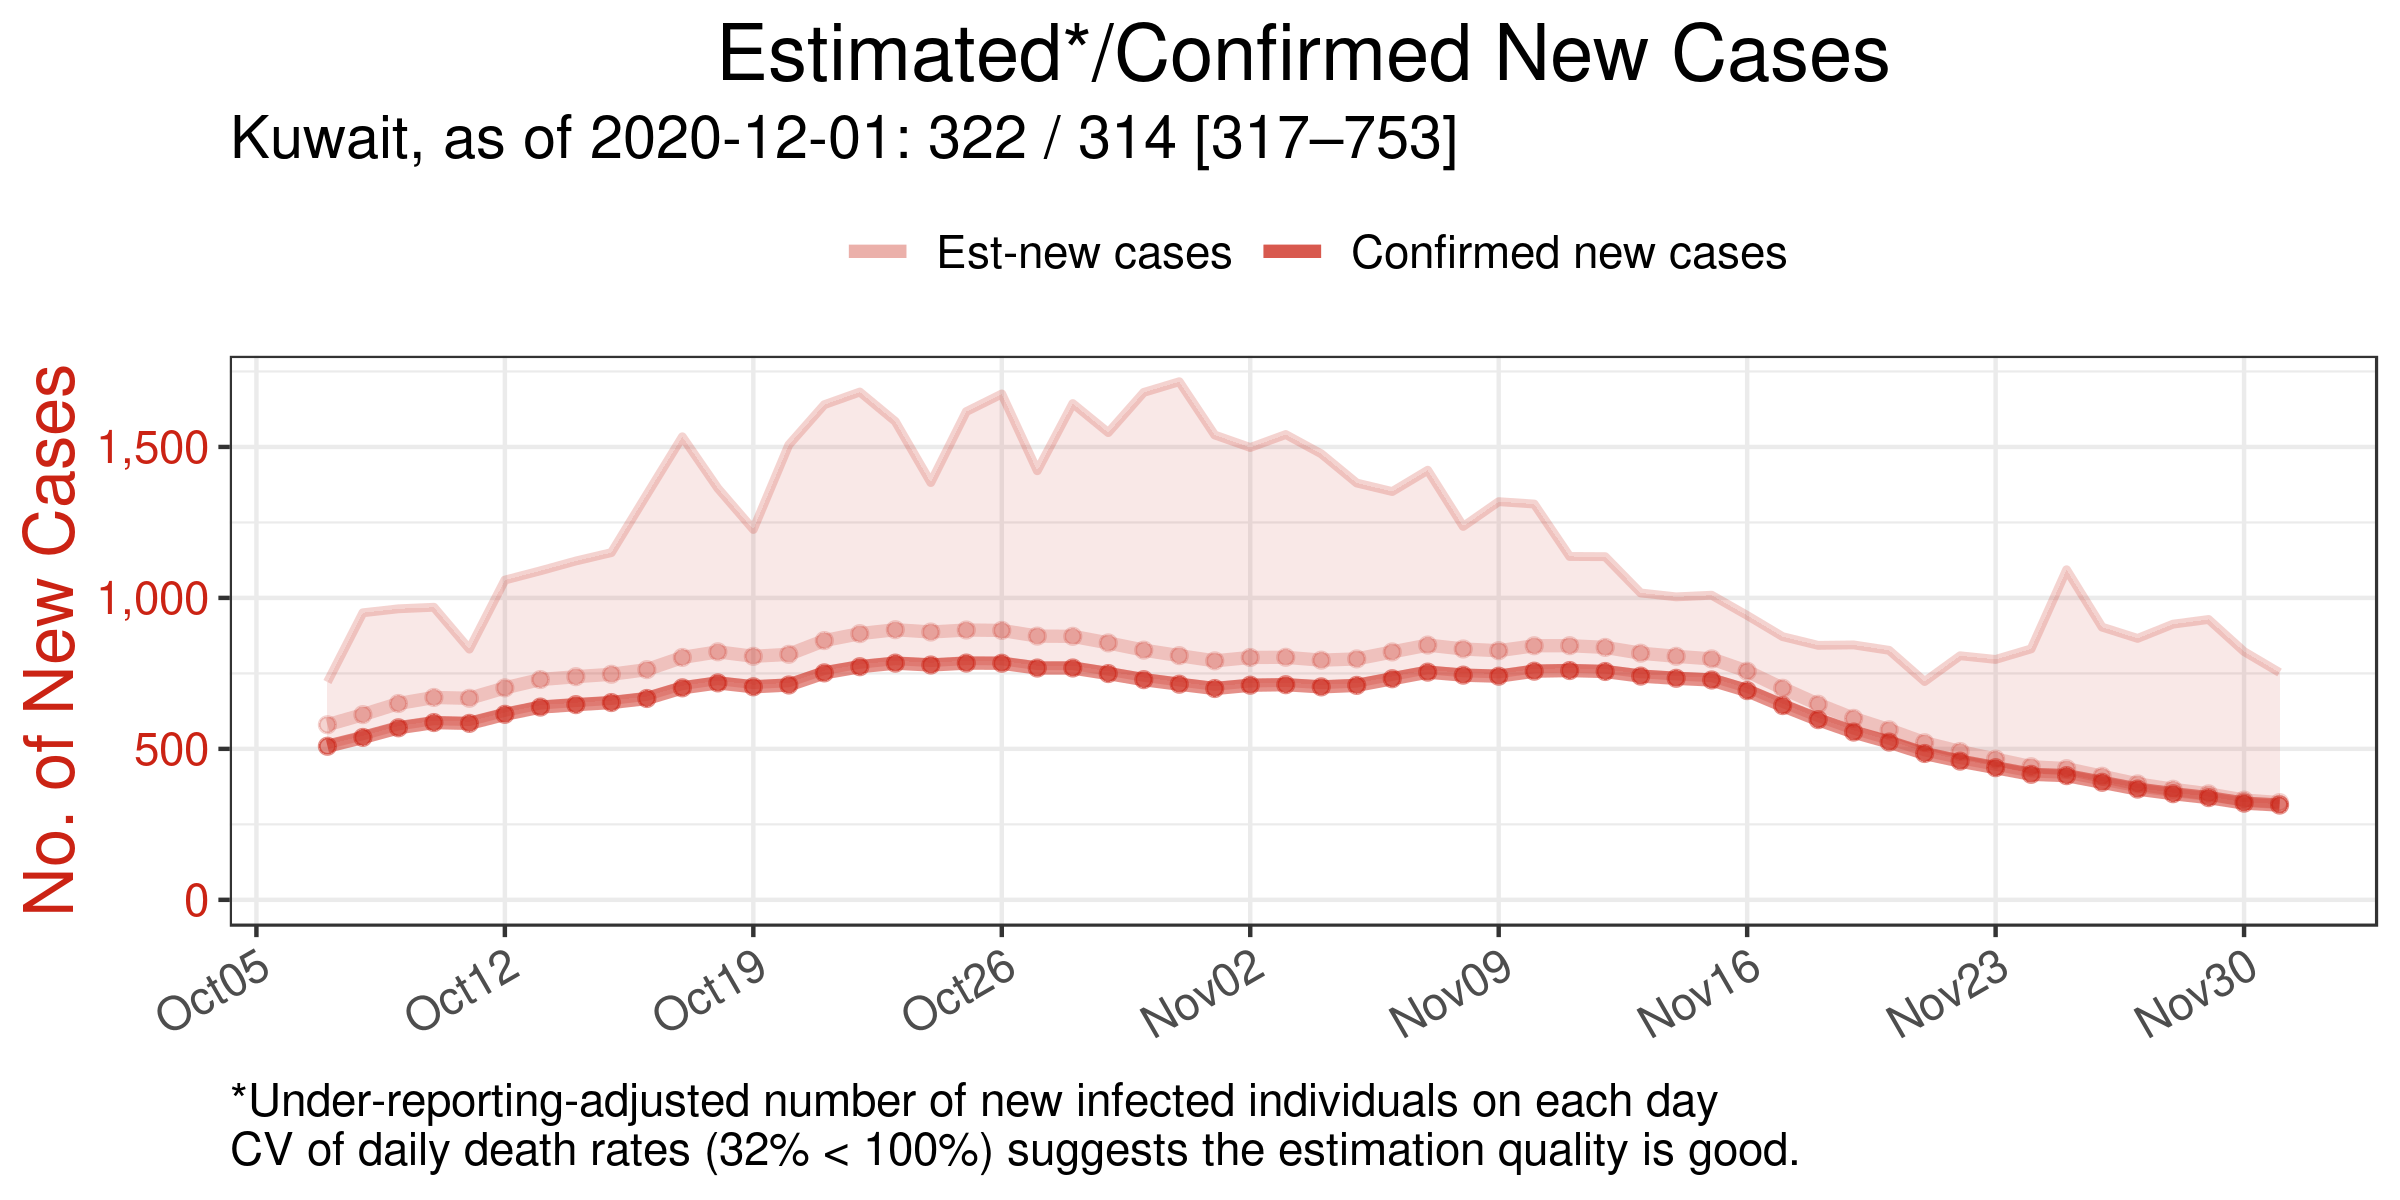 Estimated*/Confirmed New Cases
Kuwait, as of 2020-12-01: 322 / 314 [317–753]
Est-new cases
Confirmed new cases
No. of New Cases
1,500
1,000
500
0
Oct05
Oct12
Oct19
Oct26
Nov02
Nov09
Nov16
Nov23
Nov30
*Under-reporting-adjusted number of new infected individuals on each day
CV of daily death rates (32% < 100%) suggests the estimation quality is good.